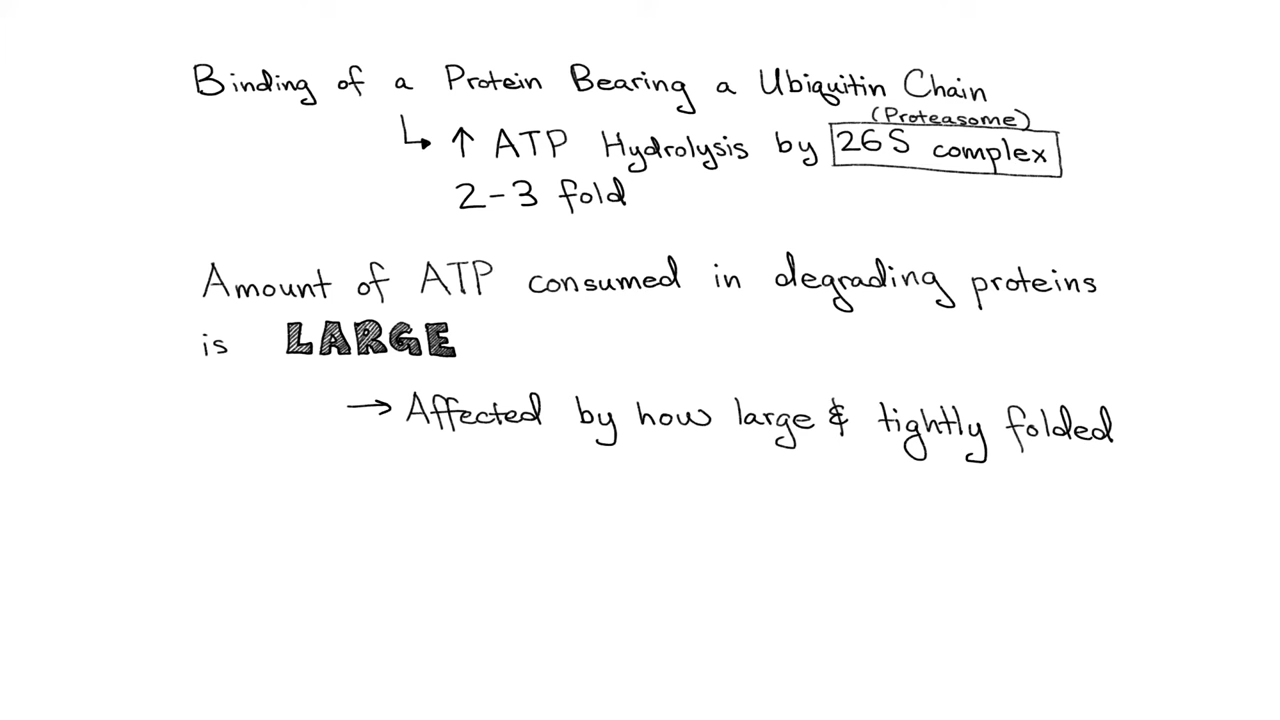 Binding of a Protein Bearing a Ubiquitin Chain
(Proteasome)
↳ ↑ ATP Hydrolysis by 26S complex
2-3 fold
Amount of ATP consumed in degrading proteins
is LARGE
→ Affected by how large & tightly folded